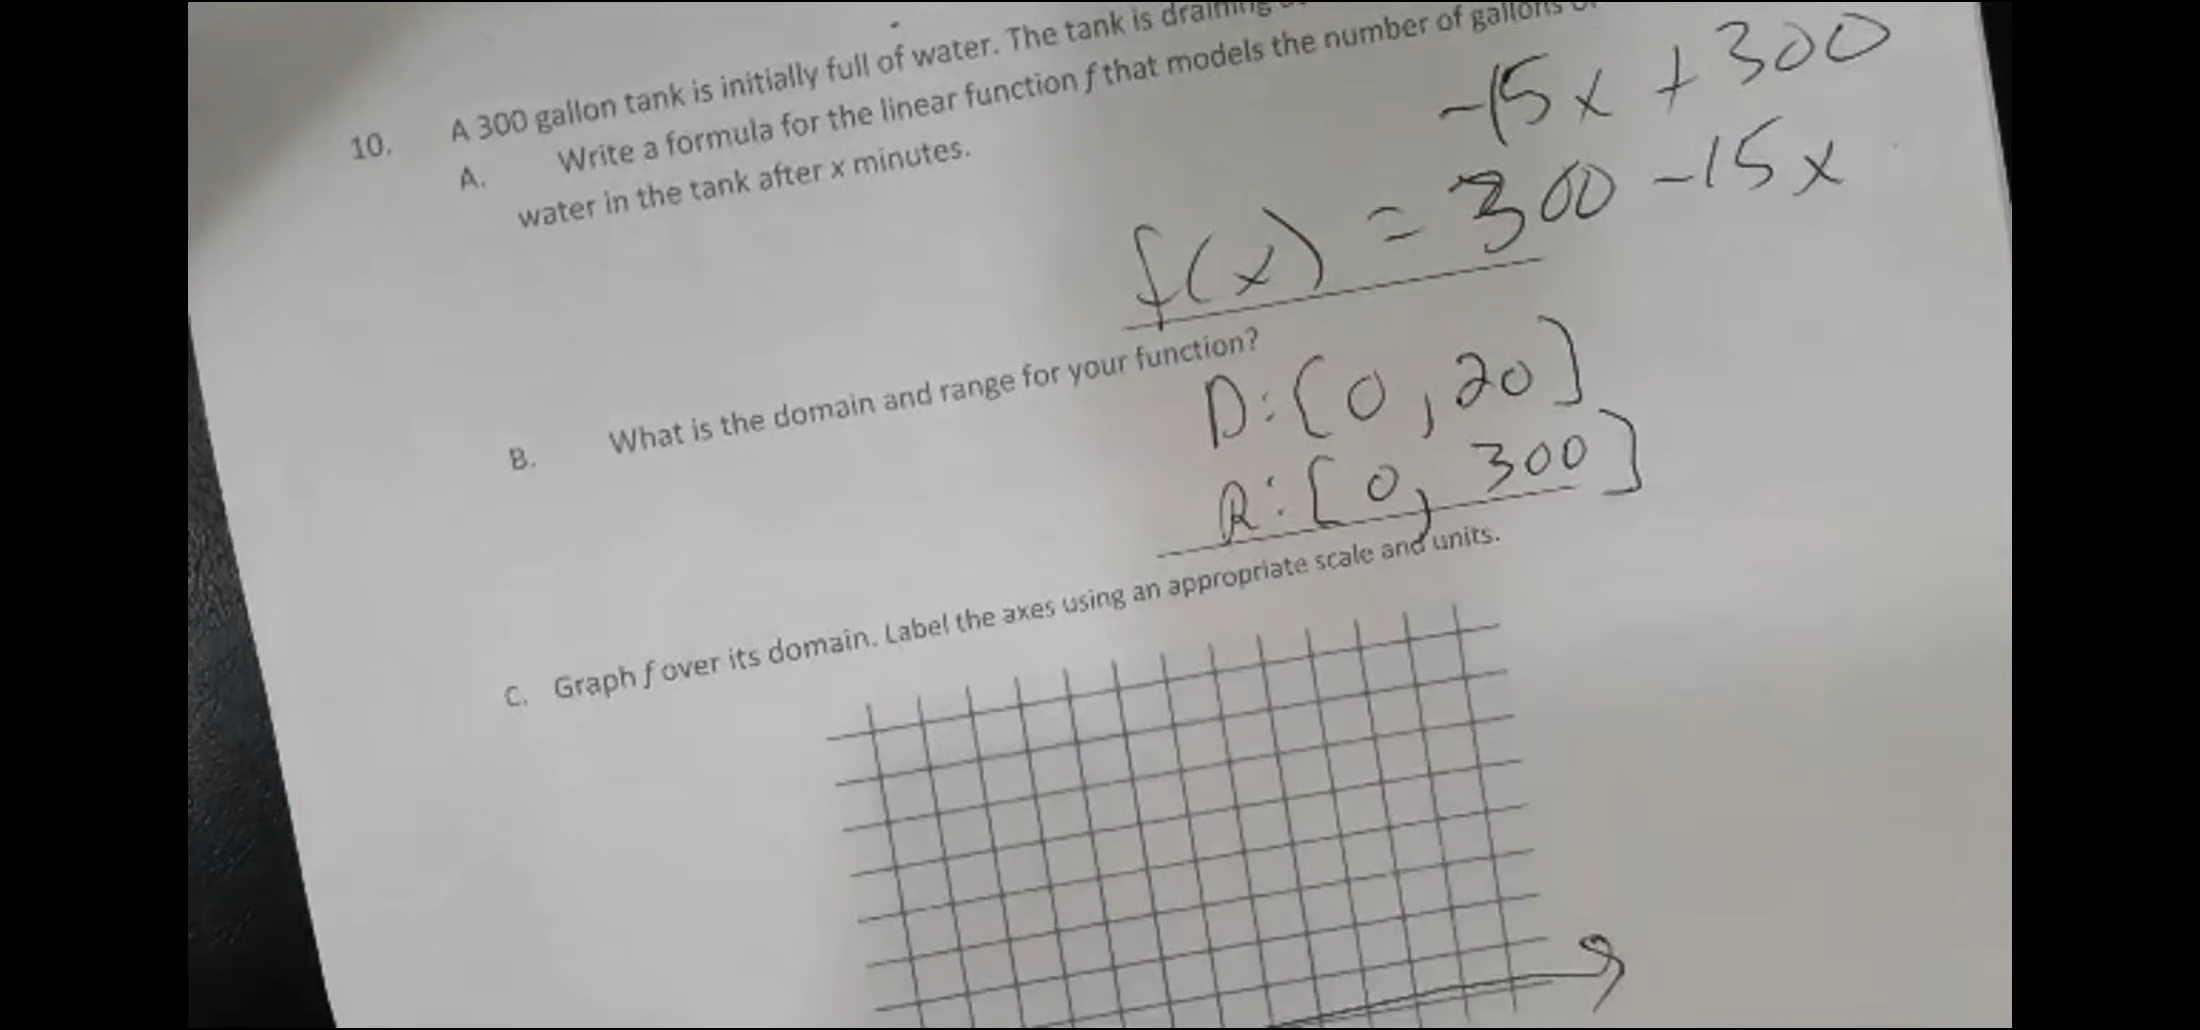 10. A 300 gallon tank is initially full of water. The tank is draining
A. Write a formula for the linear function f that models the number of gallons
water in the tank after x minutes.
-15x + 300
f(x) = 300 - 15x
B. What is the domain and range for your function?
D: [0, 20]
R: [0, 300]
C. Graph f over its domain. Label the axes using an appropriate scale and units.